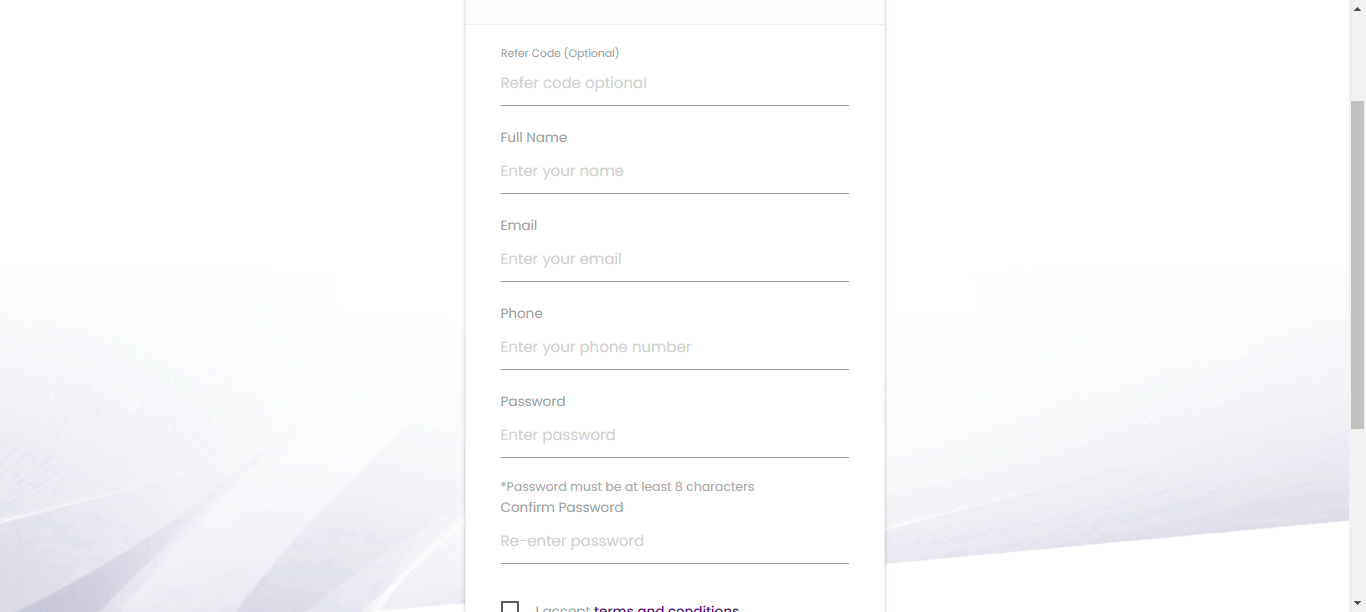 Refer Code (Optional)
Refer code optional
Full Name
Enter your name
Email
Enter your email
Phone
Enter your phone number
Password
Enter password
*Password must be at least 8 characters
Confirm Password
Re-enter password
I accept terms and conditions